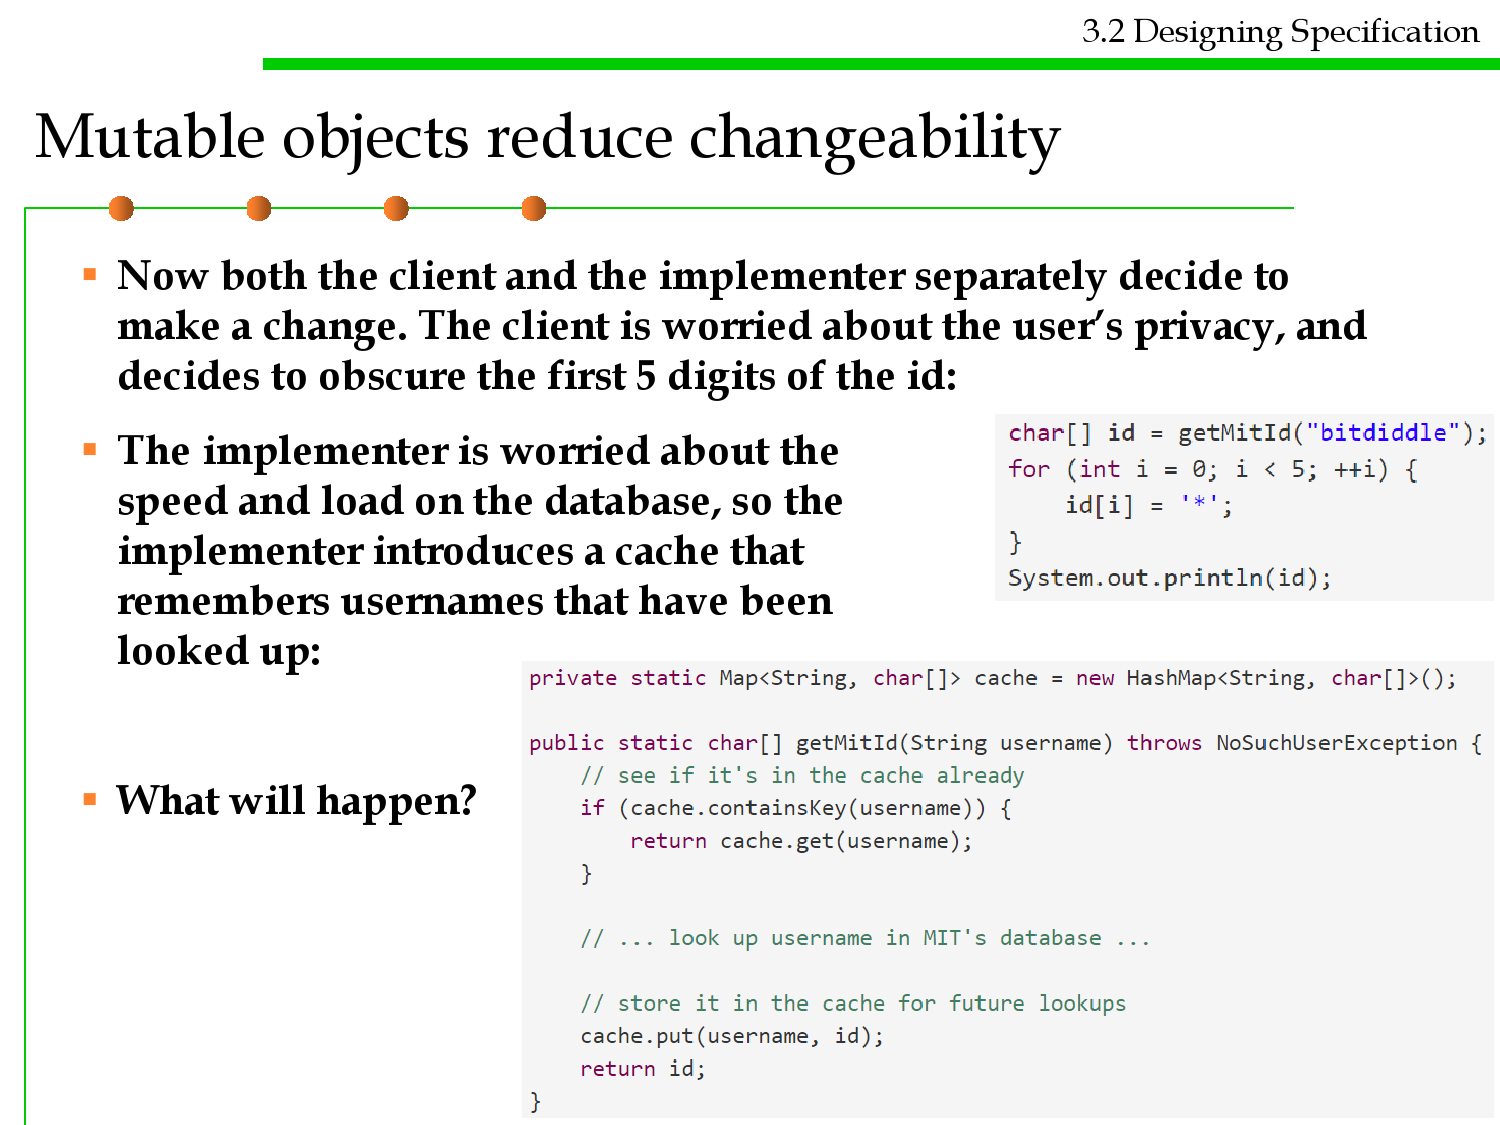 3.2 Designing Specification
Mutable objects reduce changeability
▪ Now both the client and the implementer separately decide to
make a change. The client is worried about the user’s privacy, and
decides to obscure the first 5 digits of the id:
▪ The implementer is worried about the
speed and load on the database, so the
implementer introduces a cache that
remembers usernames that have been
looked up:
char[] id = getMitId("bitdiddle");
for (int i = 0; i < 5; ++i) {
    id[i] = '*';
}
System.out.println(id);
▪ What will happen?
private static Map<String, char[]> cache = new HashMap<String, char[]>();
public static char[] getMitId(String username) throws NoSuchUserException {
    // see if it's in the cache already
    if (cache.containsKey(username)) {
        return cache.get(username);
    }
    // ... look up username in MIT's database ...
    // store it in the cache for future lookups
    cache.put(username, id);
    return id;
}